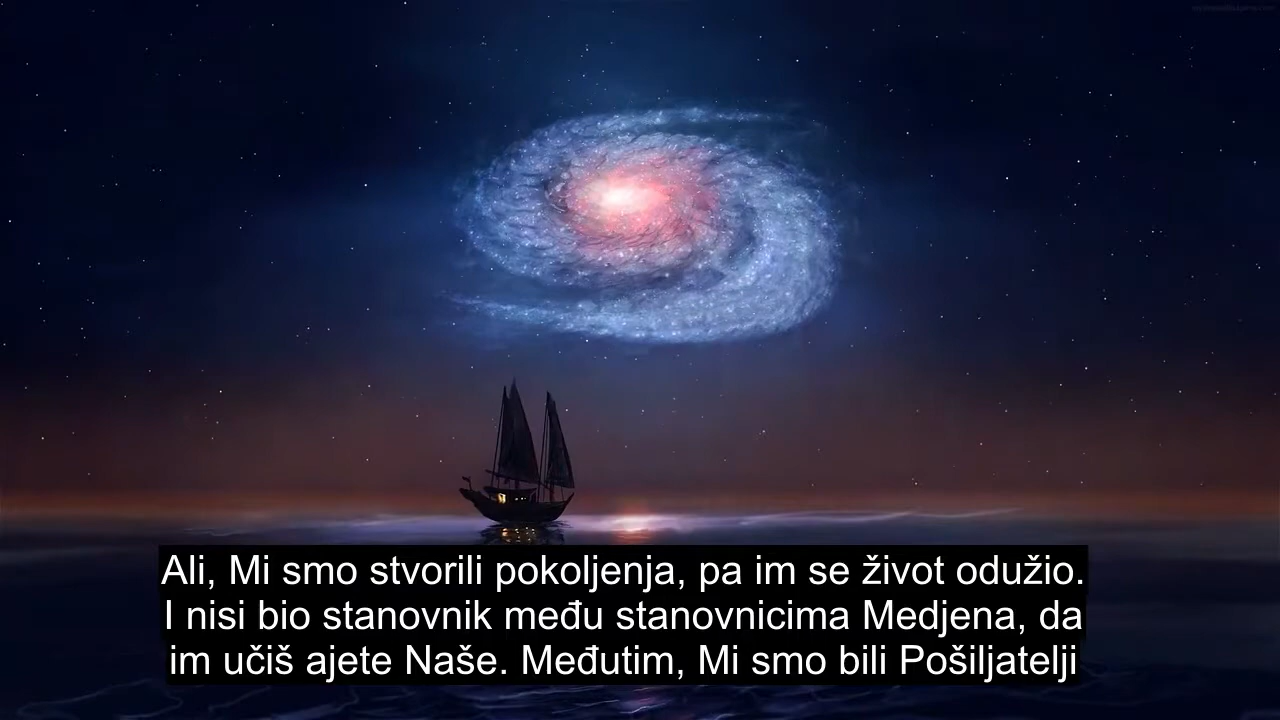 Ali, Mi smo stvorili pokoljenja, pa im se život odužio.
I nisi bio stanovnik među stanovnicima Medjena, da
im učiš ajete Naše. Međutim, Mi smo bili Pošiljatelji